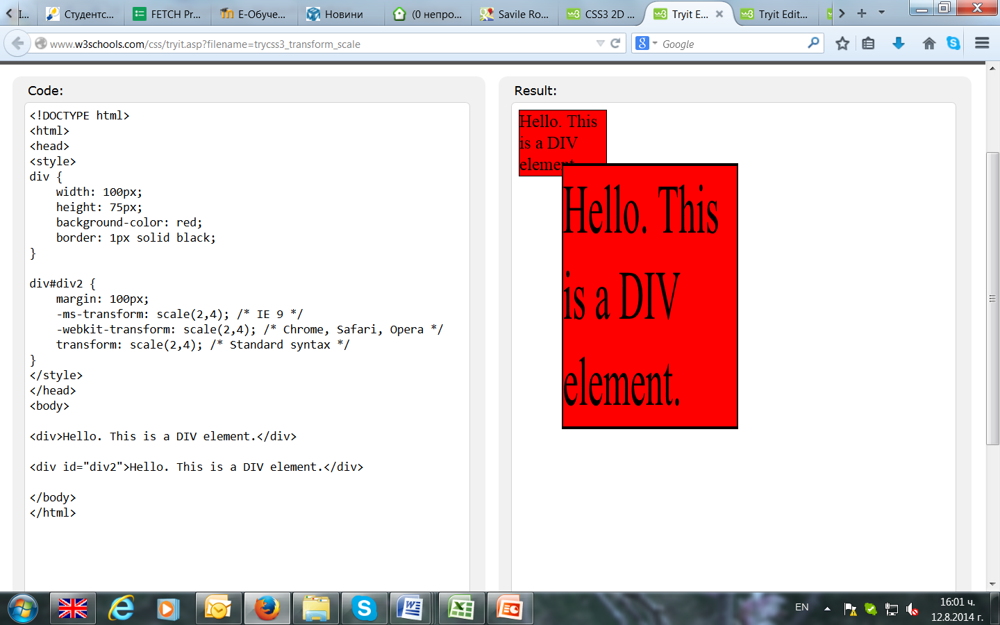 I...
Студентс...
FETCH Pr...
Е-Обуче...
Новини
(0 непро...
Savile Ro...
CSS3 2D ...
Tryit E...
Tryit Edit...
www.w3schools.com/css/tryit.asp?filename=trycss3_transform_scale
Google
Code:
<!DOCTYPE html>
<html>
<head>
<style>
div {
    width: 100px;
    height: 75px;
    background-color: red;
    border: 1px solid black;
}
div#div2 {
    margin: 100px;
    -ms-transform: scale(2,4); /* IE 9 */
    -webkit-transform: scale(2,4); /* Chrome, Safari, Opera */
    transform: scale(2,4); /* Standard syntax */
}
</style>
</head>
<body>
<div>Hello. This is a DIV element.</div>
<div id="div2">Hello. This is a DIV element.</div>
</body>
</html>
Result:
Hello. This
is a DIV
element.
Hello. This
is a DIV
element.
EN
16:01 ч.
12.8.2014 г.